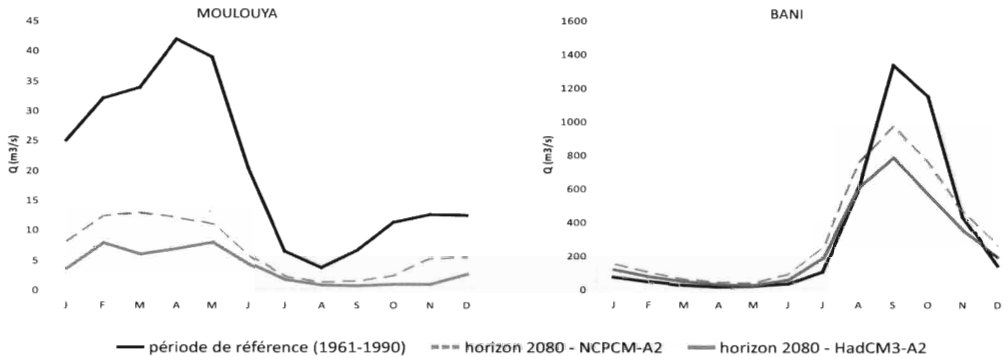 MOULOUYA
Q (m3/s)
45
40
35
30
25
20
15
10
5
0
J F M A M J J A S O N D
BANI
Q (m3/s)
1600
1400
1200
1000
800
600
400
200
0
J F M A M J J A S O N D
période de référence (1961-1990) horizon 2080 - NCPCM-A2 horizon 2080 - HadCM3-A2